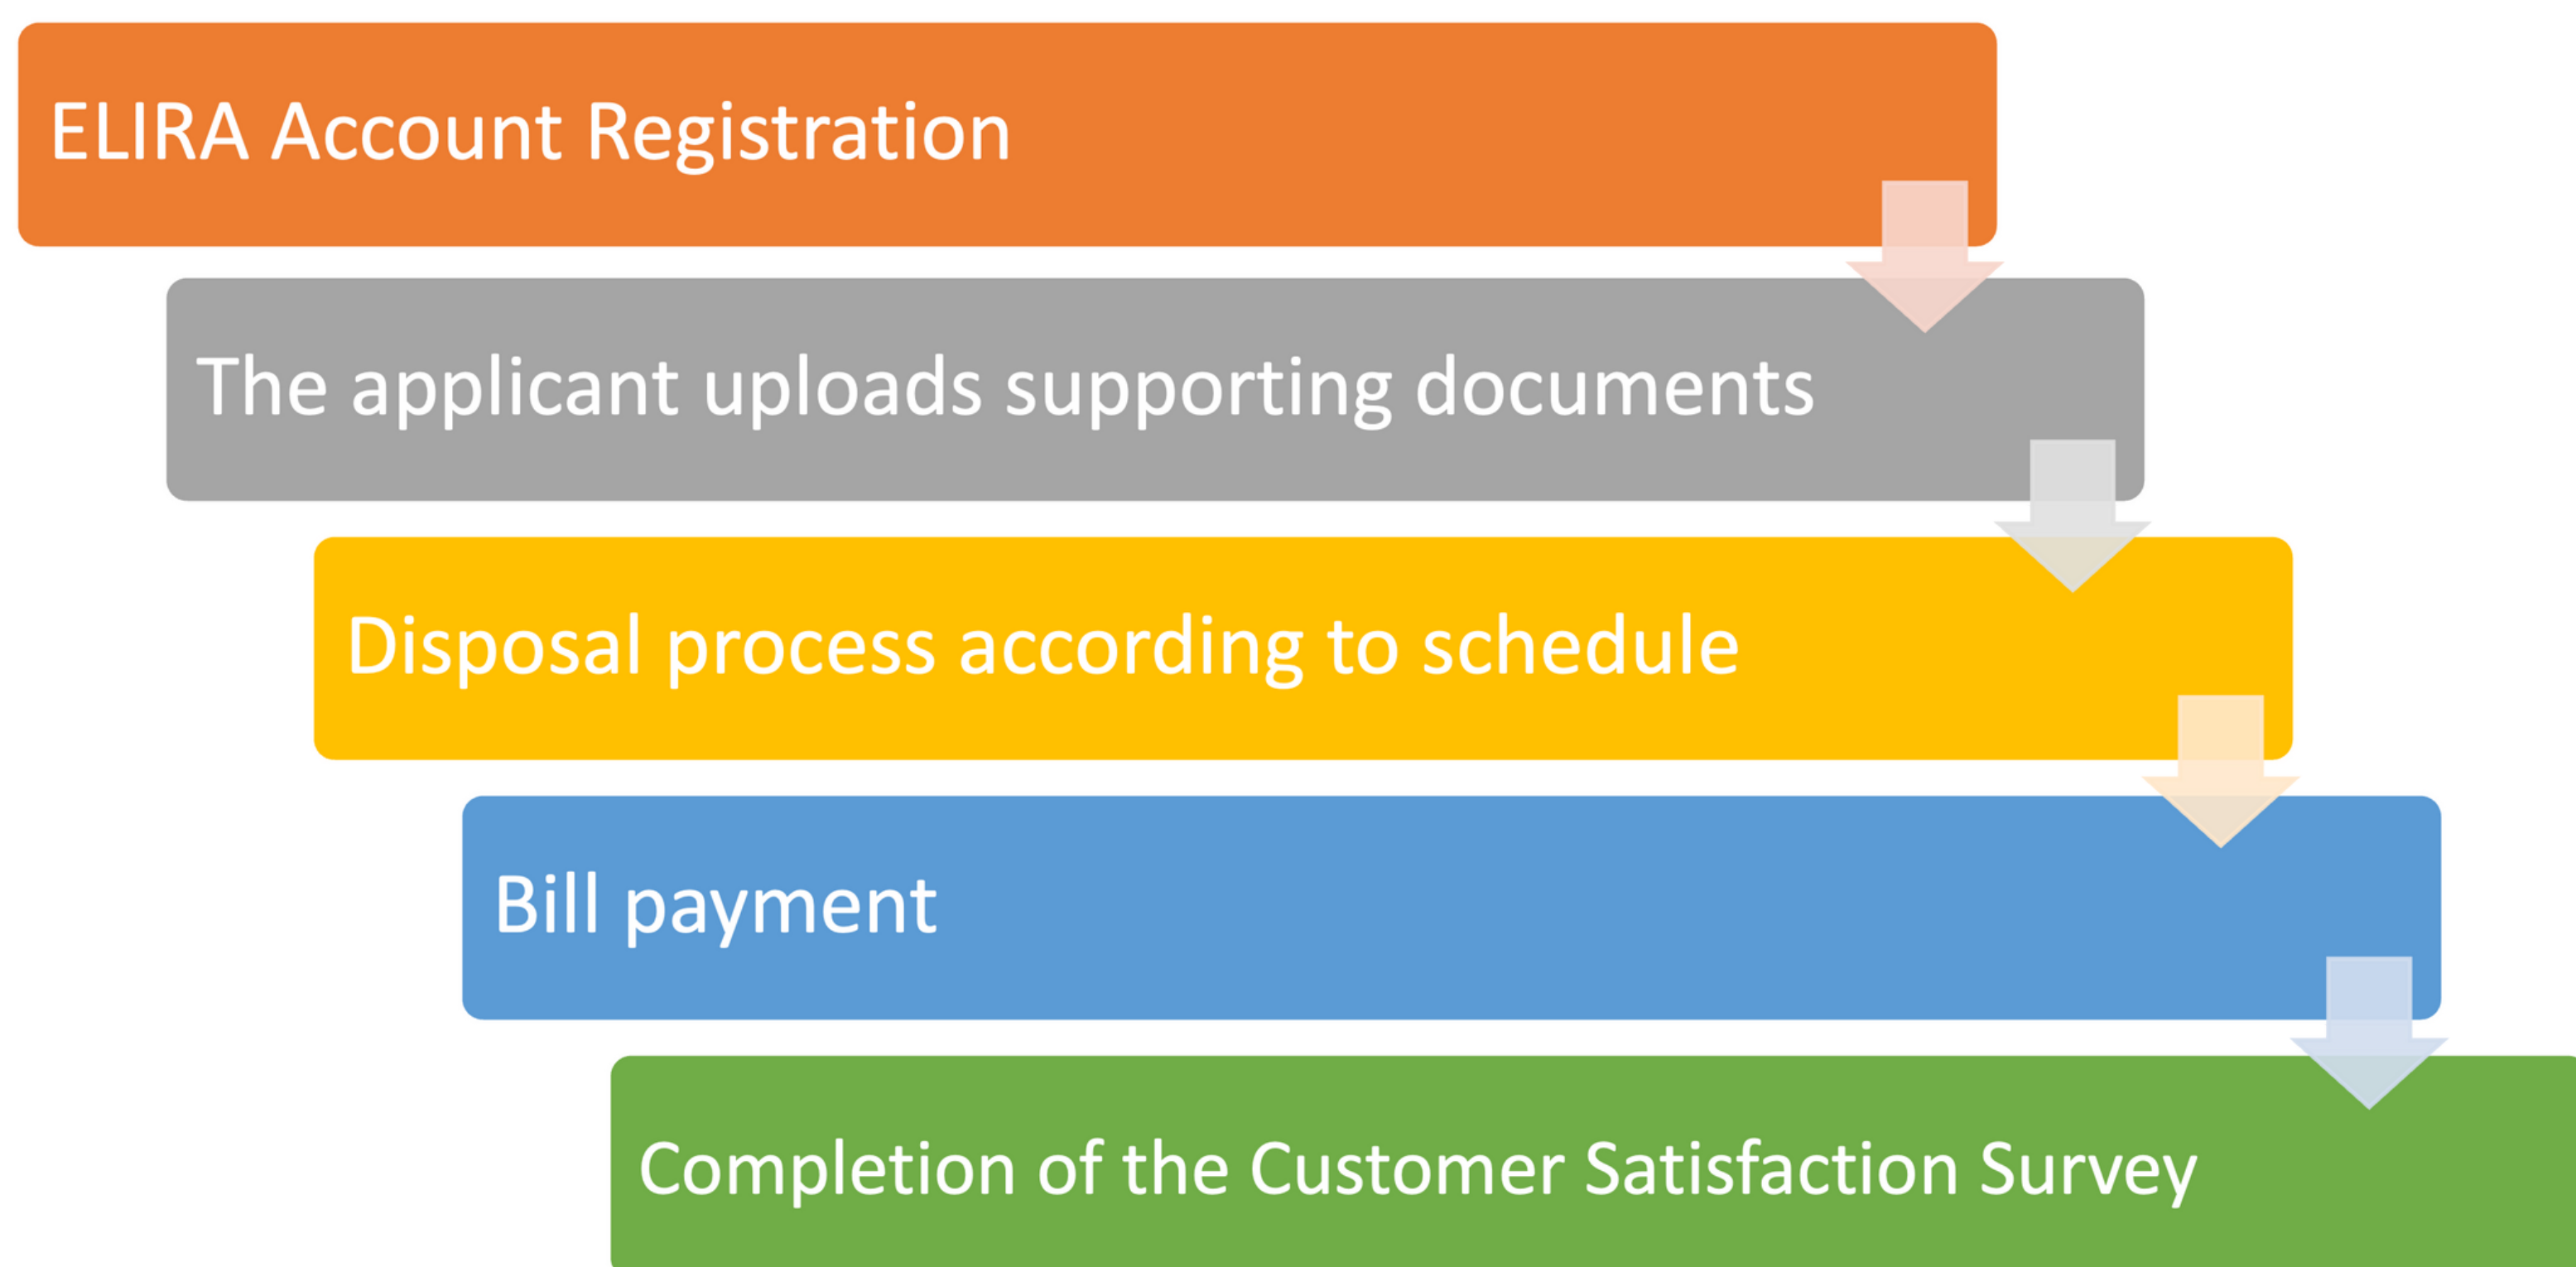 ELIRA Account Registration
The applicant uploads supporting documents
Disposal process according to schedule
Bill payment
Completion of the Customer Satisfaction Survey